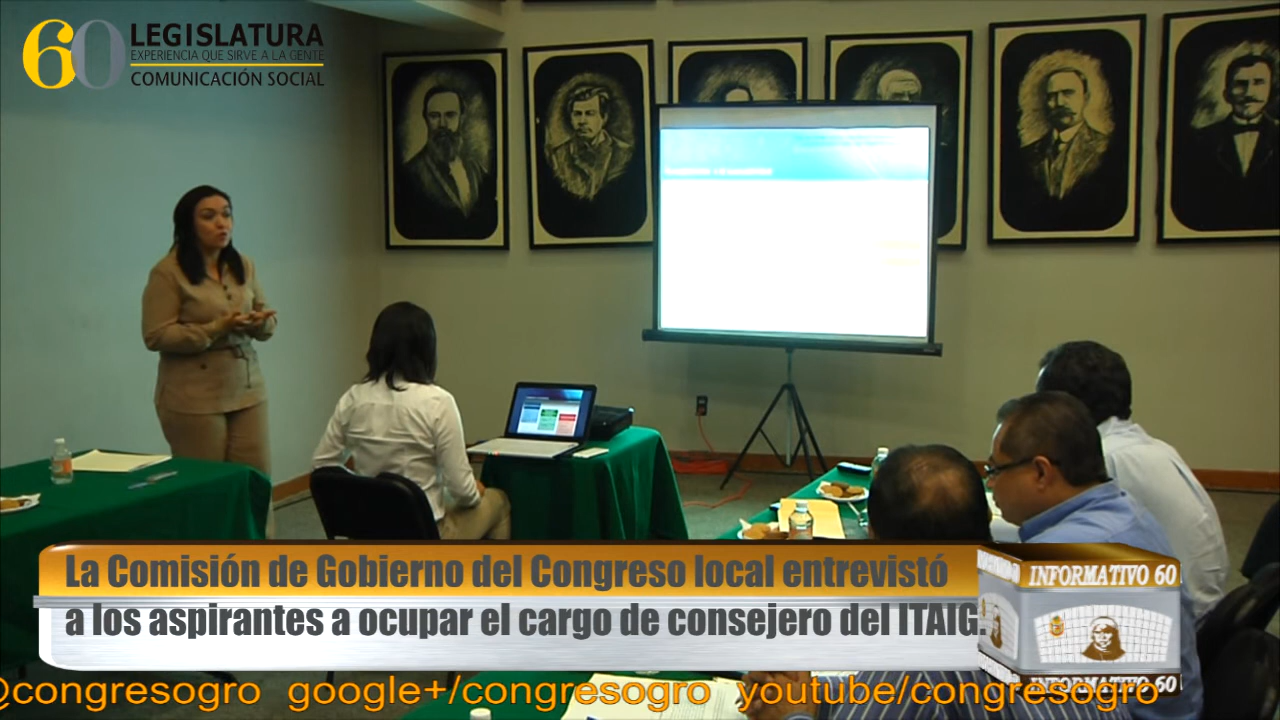 60 LEGISLATURA
EXPERIENCIA QUE SIRVE A LA GENTE
COMUNICACIÓN SOCIAL
La Comisión de Gobierno del Congreso local entrevistó
a los aspirantes a ocupar el cargo de consejero del ITAIG.
INFORMATIVO 60
INFORMATIVO 60
@congresogro google+/congresogro youtube/congresogro